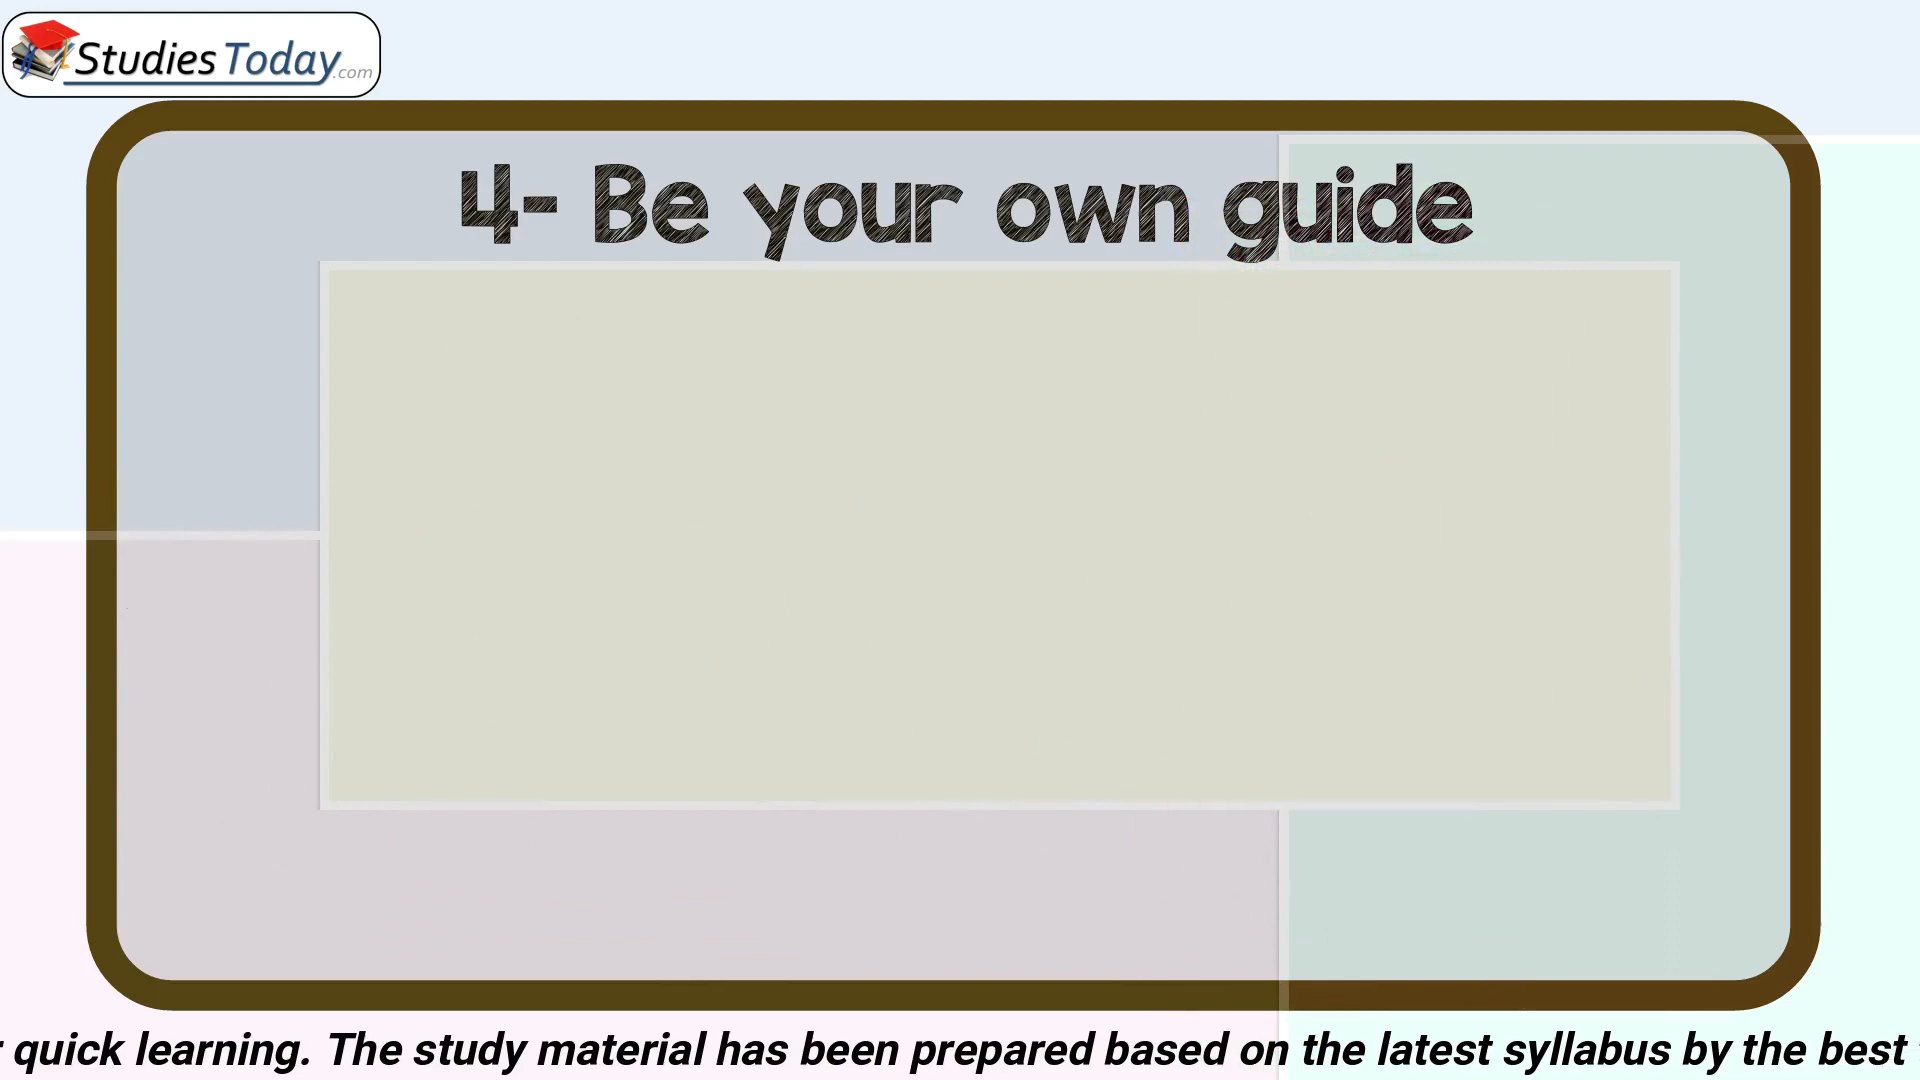 StudiesToday.com
4- Be your own guide
quick learning. The study material has been prepared based on the latest syllabus by the best